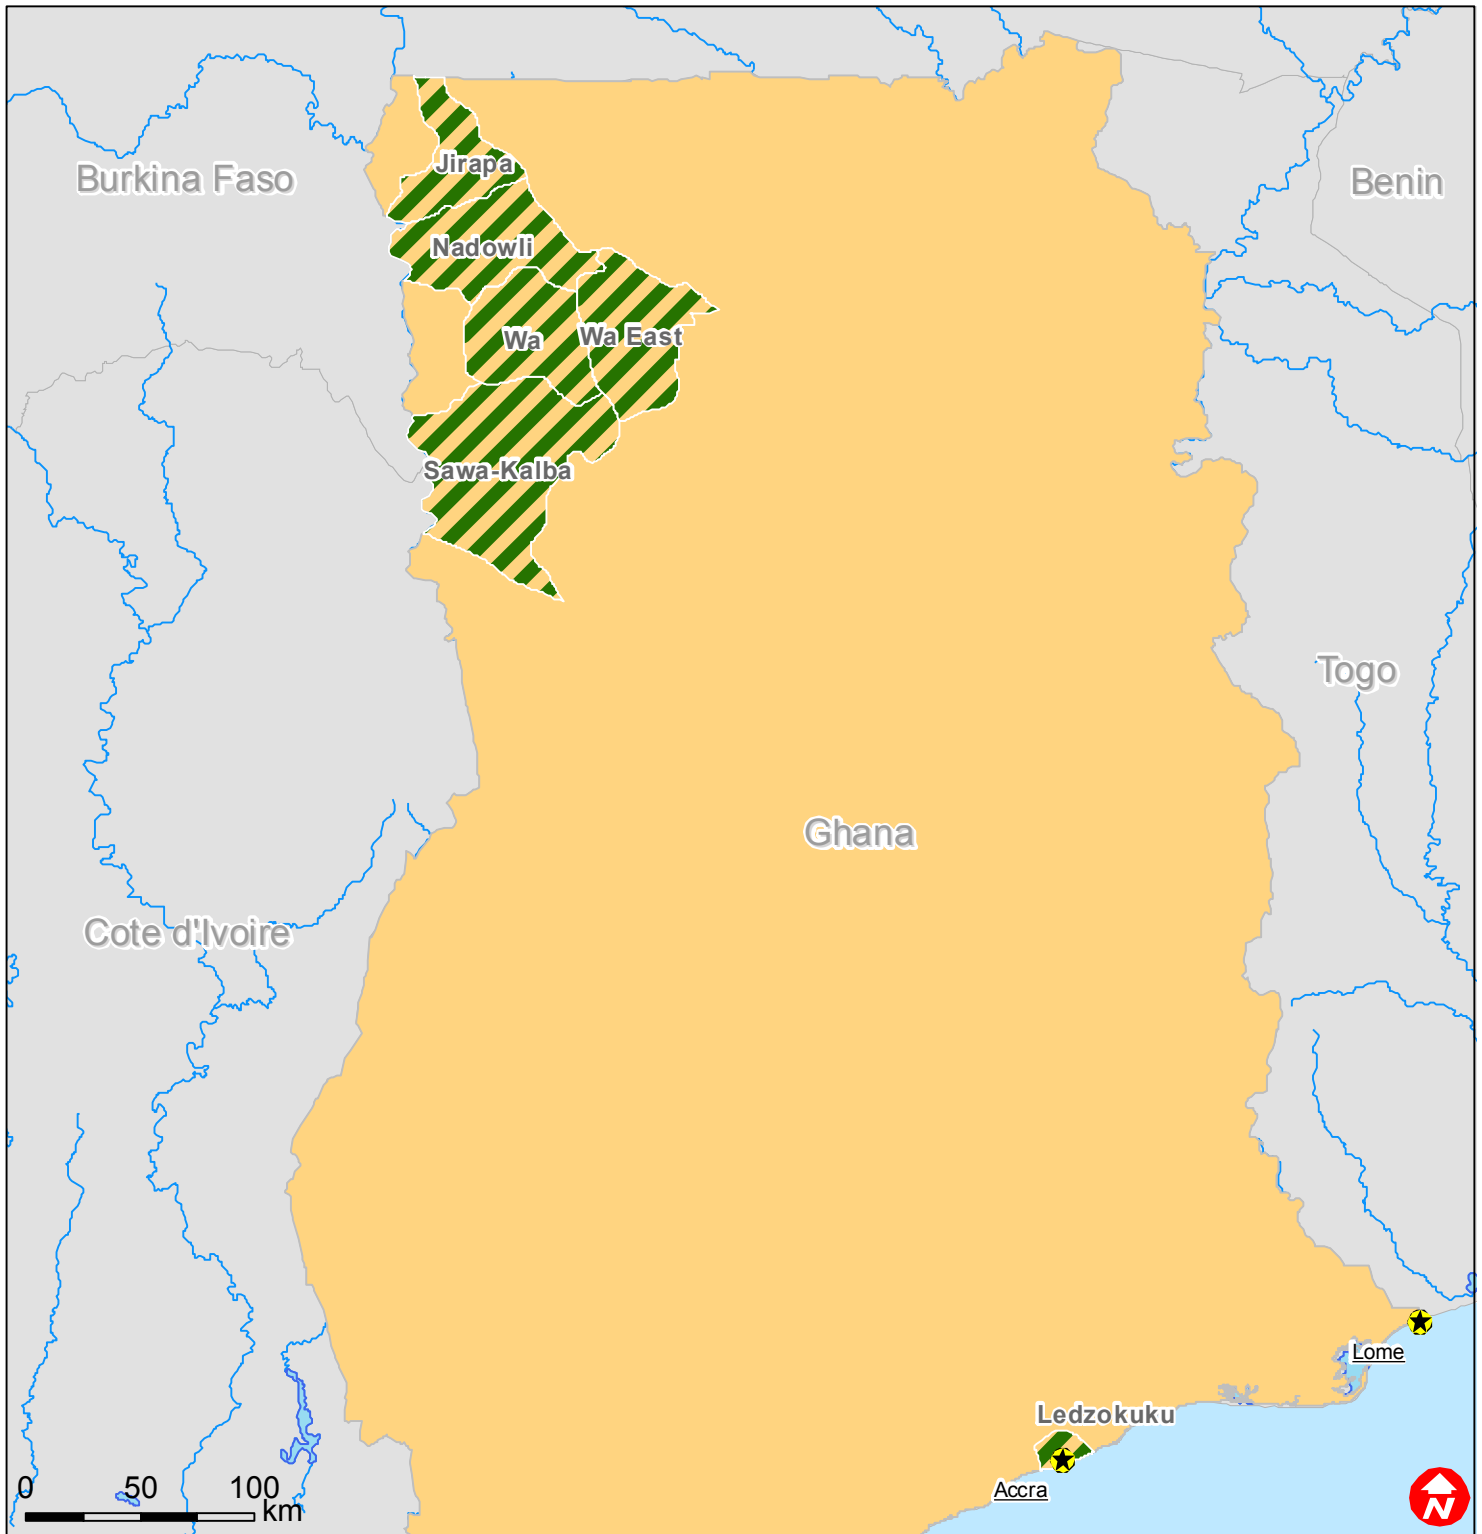 Jirapa
Burkina Faso
Benin
Nadowli
Wa
Wa East
Sawa-Kalba
Togo
Ghana
Cote d'Ivoire
Lome
Ledzokuku
Accra
0 50 100
km
N